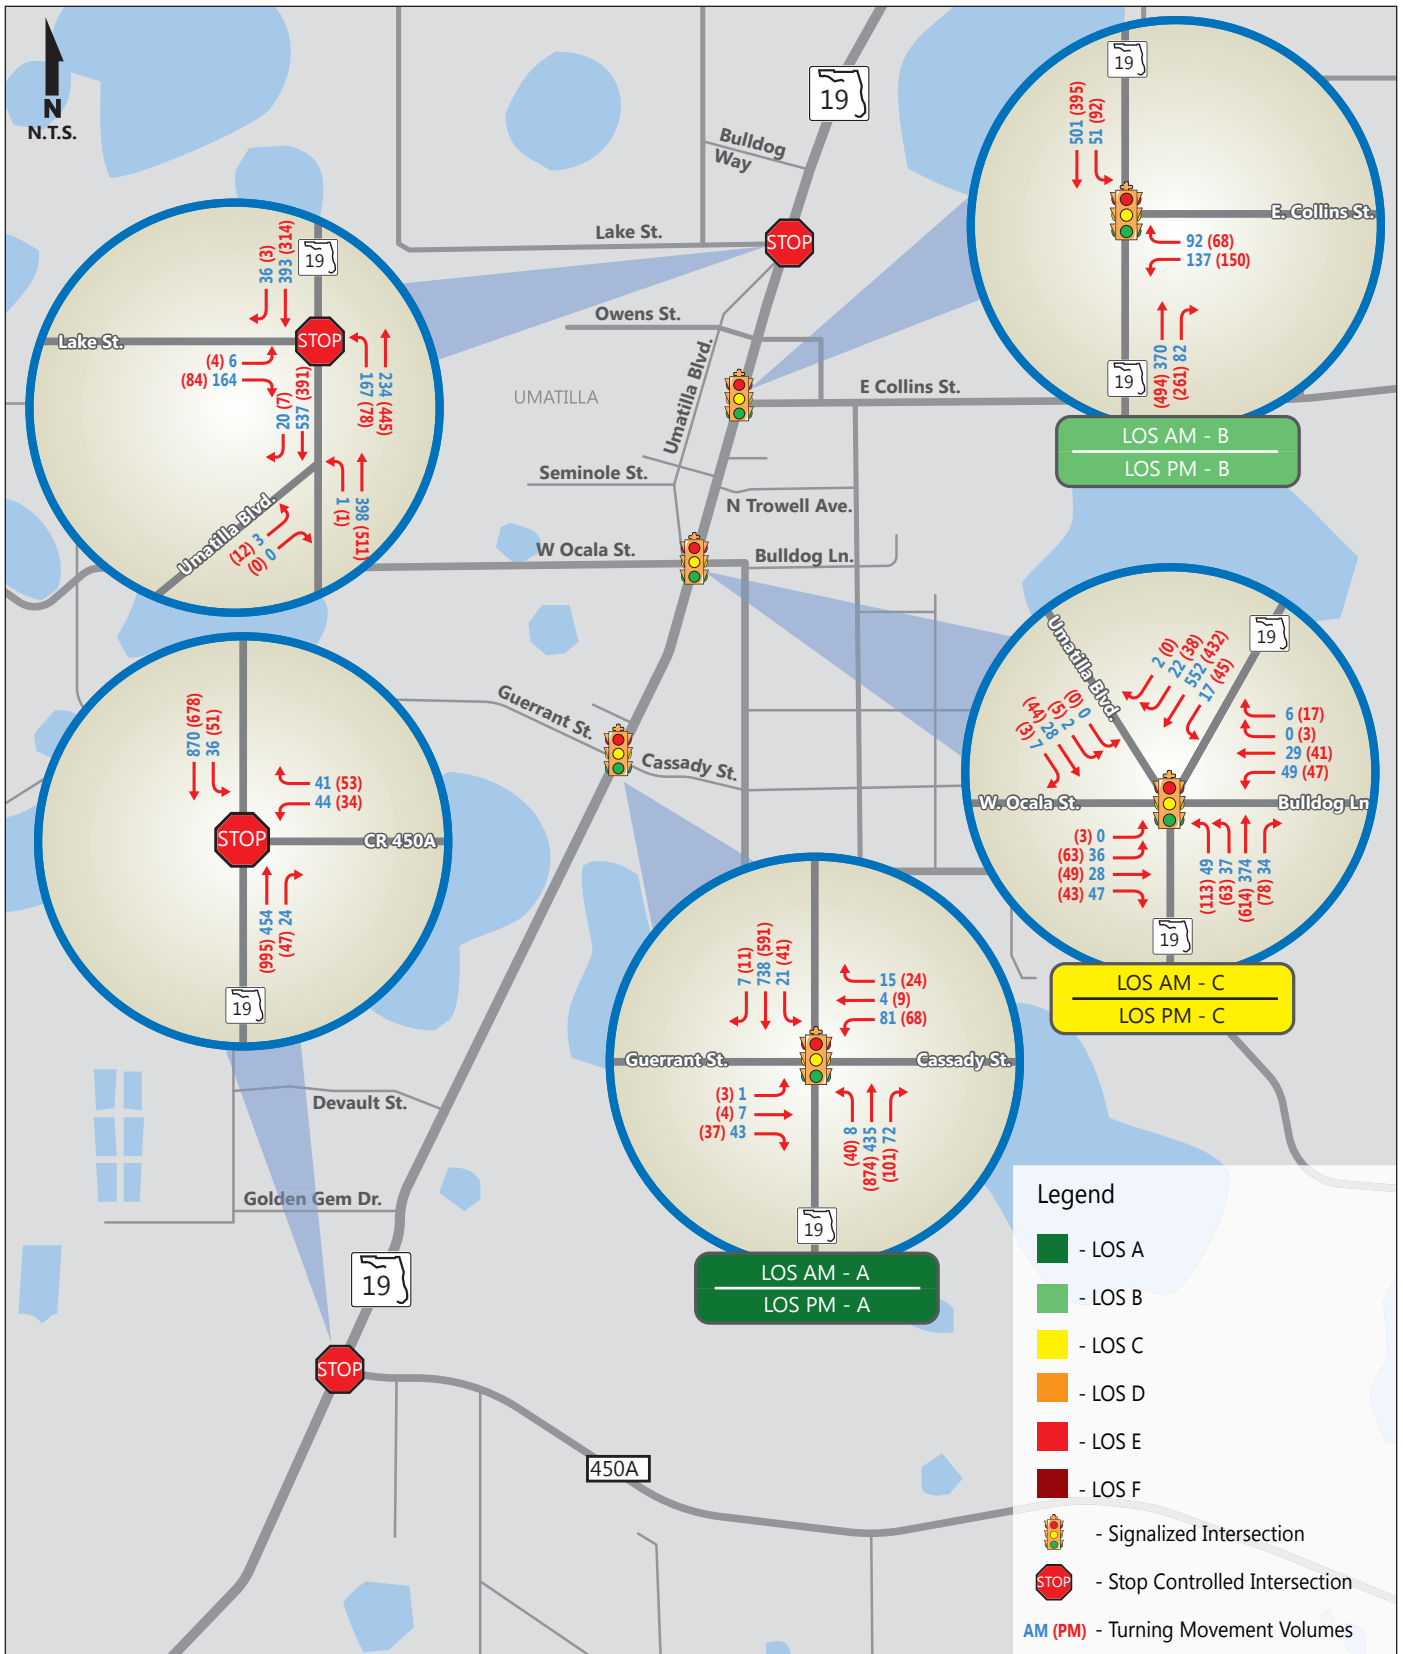 N
N.T.S.
19
Bulldog
Way
Lake St.
STOP
Owens St.
Umatilla Blvd.
UMATILLA
E Collins St.
Seminole St.
N Trowell Ave.
W Ocala St.
Bulldog Ln.
Guerrant St.
Cassady St.
Devault St.
Golden Gem Dr.
19
STOP
450A
19
501 (395)
51 (92)
E. Collins St.
92 (68)
137 (150)
(494) 370
(261) 82
19
LOS AM - B
LOS PM - B
36 (3)
393 (314)
19
Lake St.
STOP
(4) 6
(84) 164
20 (7)
537 (391)
167 (78)
234 (445)
Umatilla Blvd.
(12) 3
(0) 0
1 (1)
398 (511)
Umatilla Blvd.
19
2 (0)
22 (38)
552 (432)
17 (45)
(0) 0
(5) 2
(44) 28
(3) 7
6 (17)
0 (3)
29 (41)
49 (47)
W. Ocala St.
Bulldog Ln
(3) 0
(63) 36
(49) 28
(43) 47
(113) 49
(63) 37
(614) 374
(78) 34
19
LOS AM - C
LOS PM - C
870 (678)
36 (51)
41 (53)
44 (34)
STOP
CR 450A
(995) 454
(47) 24
19
7 (11)
738 (591)
21 (41)
15 (24)
4 (9)
81 (68)
Guerrant St.
Cassady St.
(3) 1
(4) 7
(37) 43
(40) 8
(874) 435
(101) 72
19
LOS AM - A
LOS PM - A
Legend
- LOS A
- LOS B
- LOS C
- LOS D
- LOS E
- LOS F
- Signalized Intersection
STOP - Stop Controlled Intersection
AM (PM) - Turning Movement Volumes